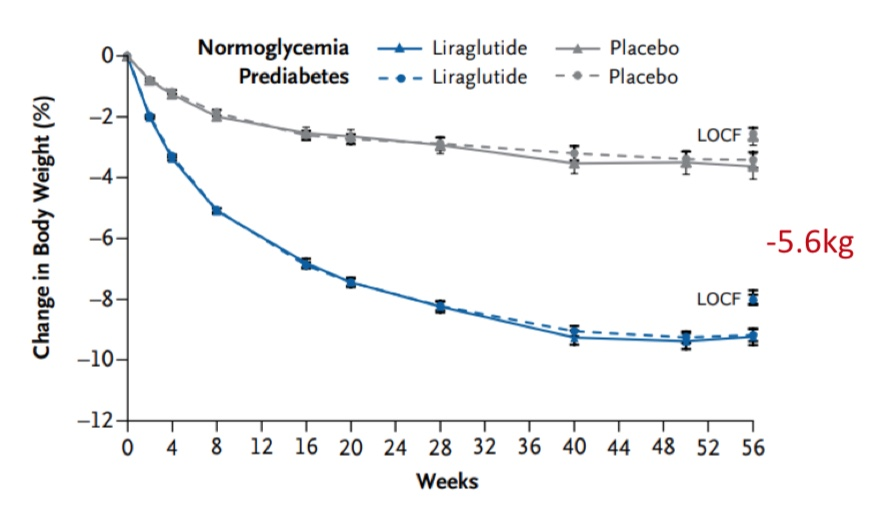 Normoglycemia Liraglutide Placebo
Prediabetes Liraglutide Placebo
Change in Body Weight (%)
0
−2
−4
−6
−8
−10
−12
LOCF
-5.6kg
LOCF
0 4 8 12 16 20 24 28 32 36 40 44 48 52 56
Weeks